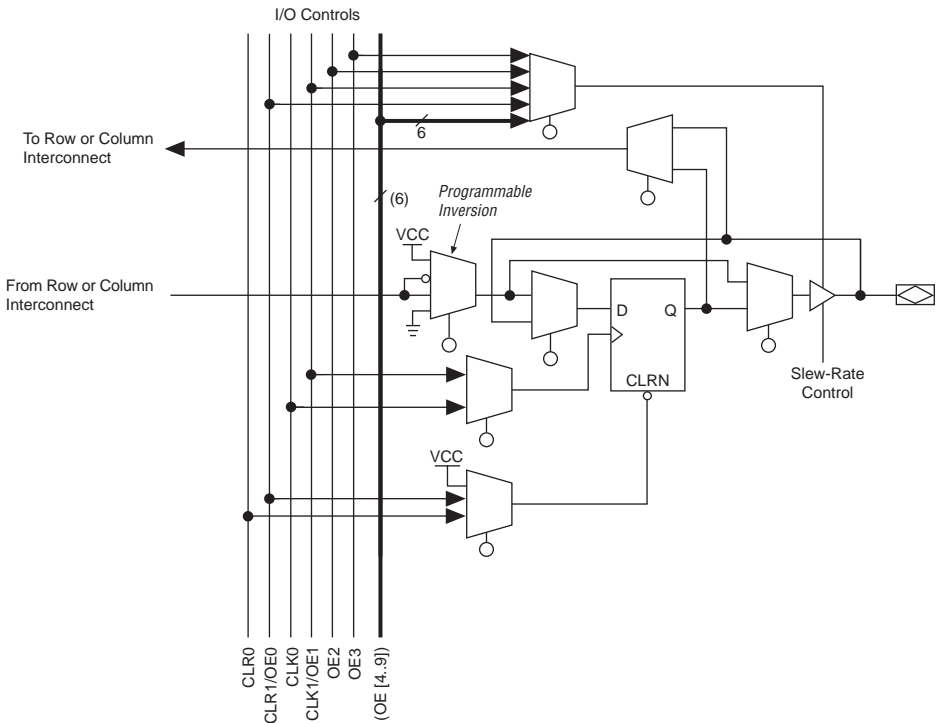 I/O Controls
6
To Row or Column
Interconnect
(6)
Programmable
Inversion
VCC
From Row or Column
Interconnect
D
Q
CLRN
Slew-Rate
Control
VCC
CLR0
CLR1/OE0
CLK0
CLK1/OE1
OE2
OE3
(OE [4..9])